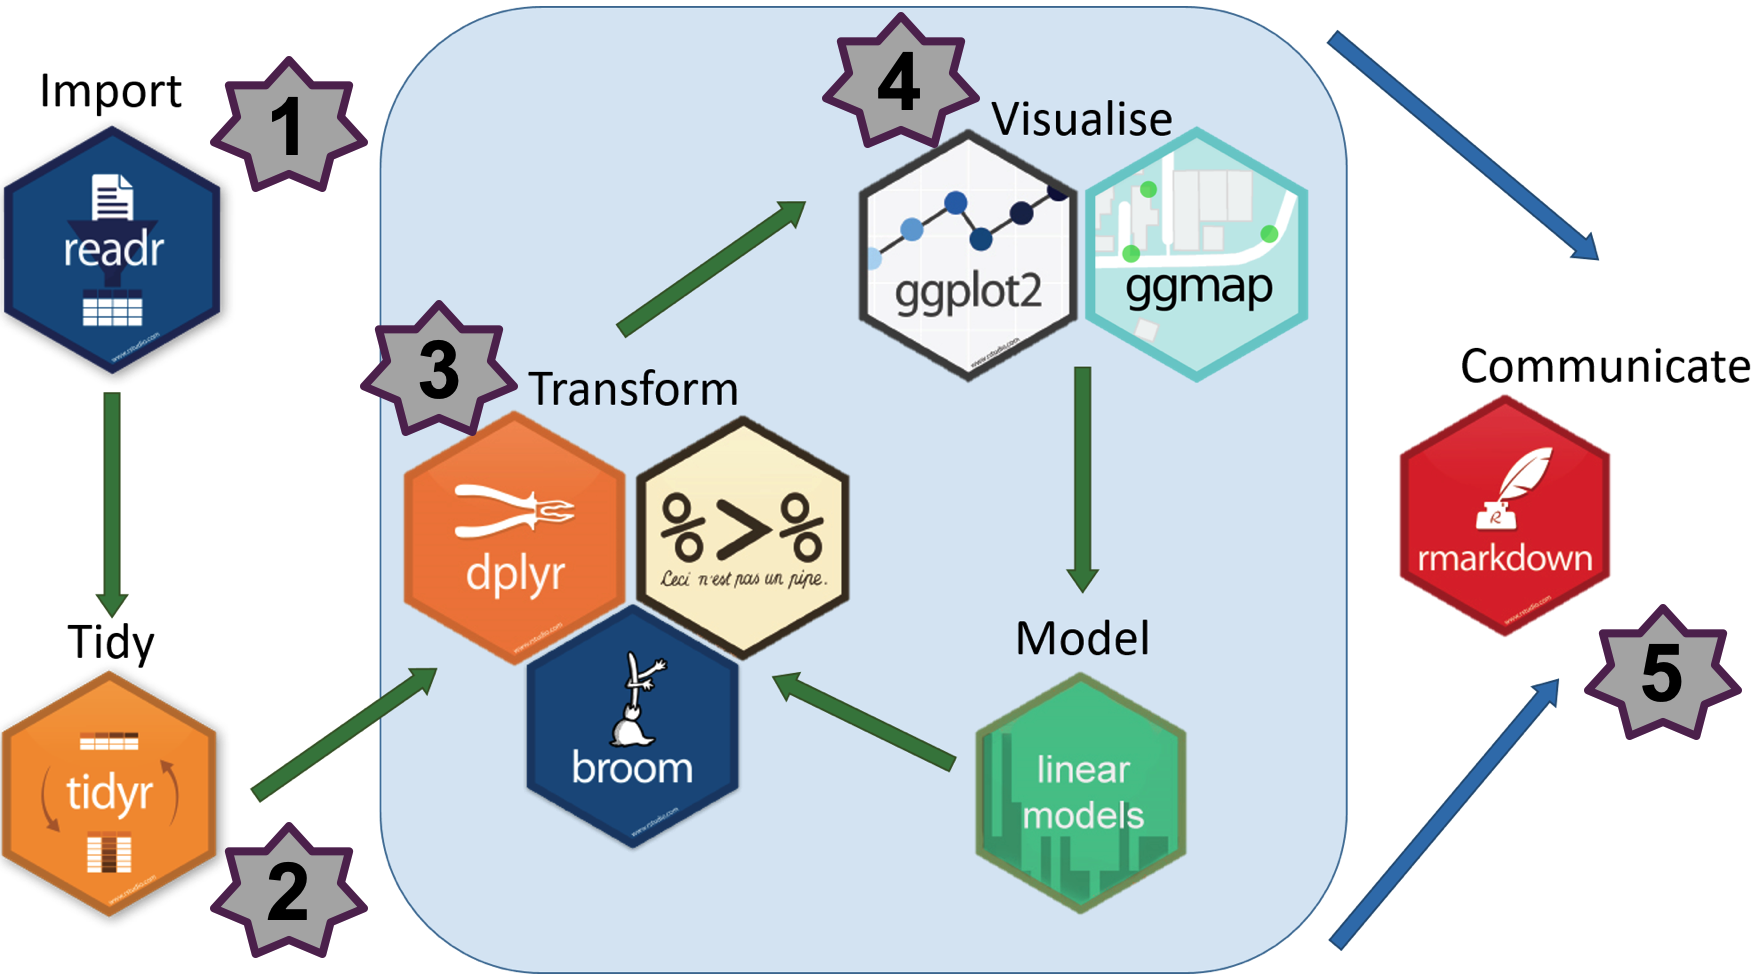 Import
1
readr
www.rstudio.com
Tidy
tidyr
www.rstudio.com
2
3
Transform
dplyr
www.rstudio.com
%>%
Ceci n'est pas un pipe.
broom
www.rstudio.com
4
Visualise
ggplot2
www.rstudio.com
ggmap
Model
linear
models
Communicate
R
rmarkdown
www.rstudio.com
5